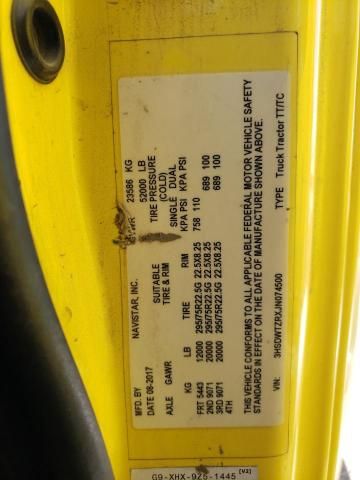 MFD. BY NAVISTAR, INC. GVWR 23586 KG
DATE 08-2017 52000 LB
SUITABLE TIRE PRESSURE
TIRE & RIM (COLD)
AXLE GAWR SINGLE DUAL
LB TIRE RIM KPA PSI KPA PSI
FRT 5443 12000 295/75R22.5G 22.5X8.25 758 110
2ND 9071 20000 295/75R22.5G 22.5X8.25 689 100
3RD 9071 20000 295/75R22.5G 22.5X8.25 689 100
4TH
THIS VEHICLE CONFORMS TO ALL APPLICABLE FEDERAL MOTOR VEHICLE SAFETY
STANDARDS IN EFFECT ON THE DATE OF MANUFACTURE SHOWN ABOVE.
VIN: 3HSDWTZRXJN074500 TYPE Truck Tractor TT/TC
G9-XHX-9Z5-1445 [V2]